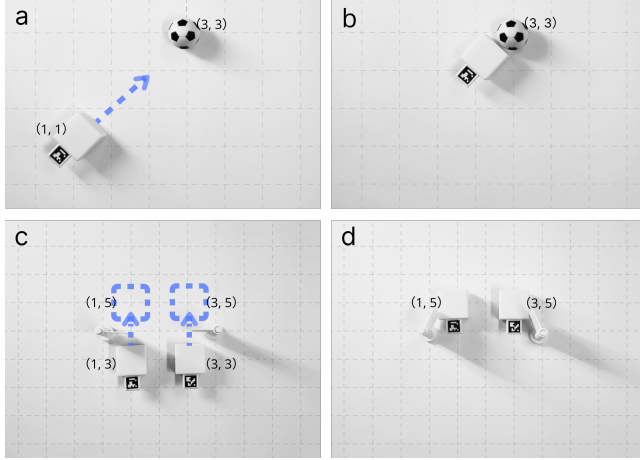 a
(3, 3)
(1, 1)
b
(3, 3)
c
(1, 5)
(3, 5)
(1, 3)
(3, 3)
d
(1, 5)
(3, 5)